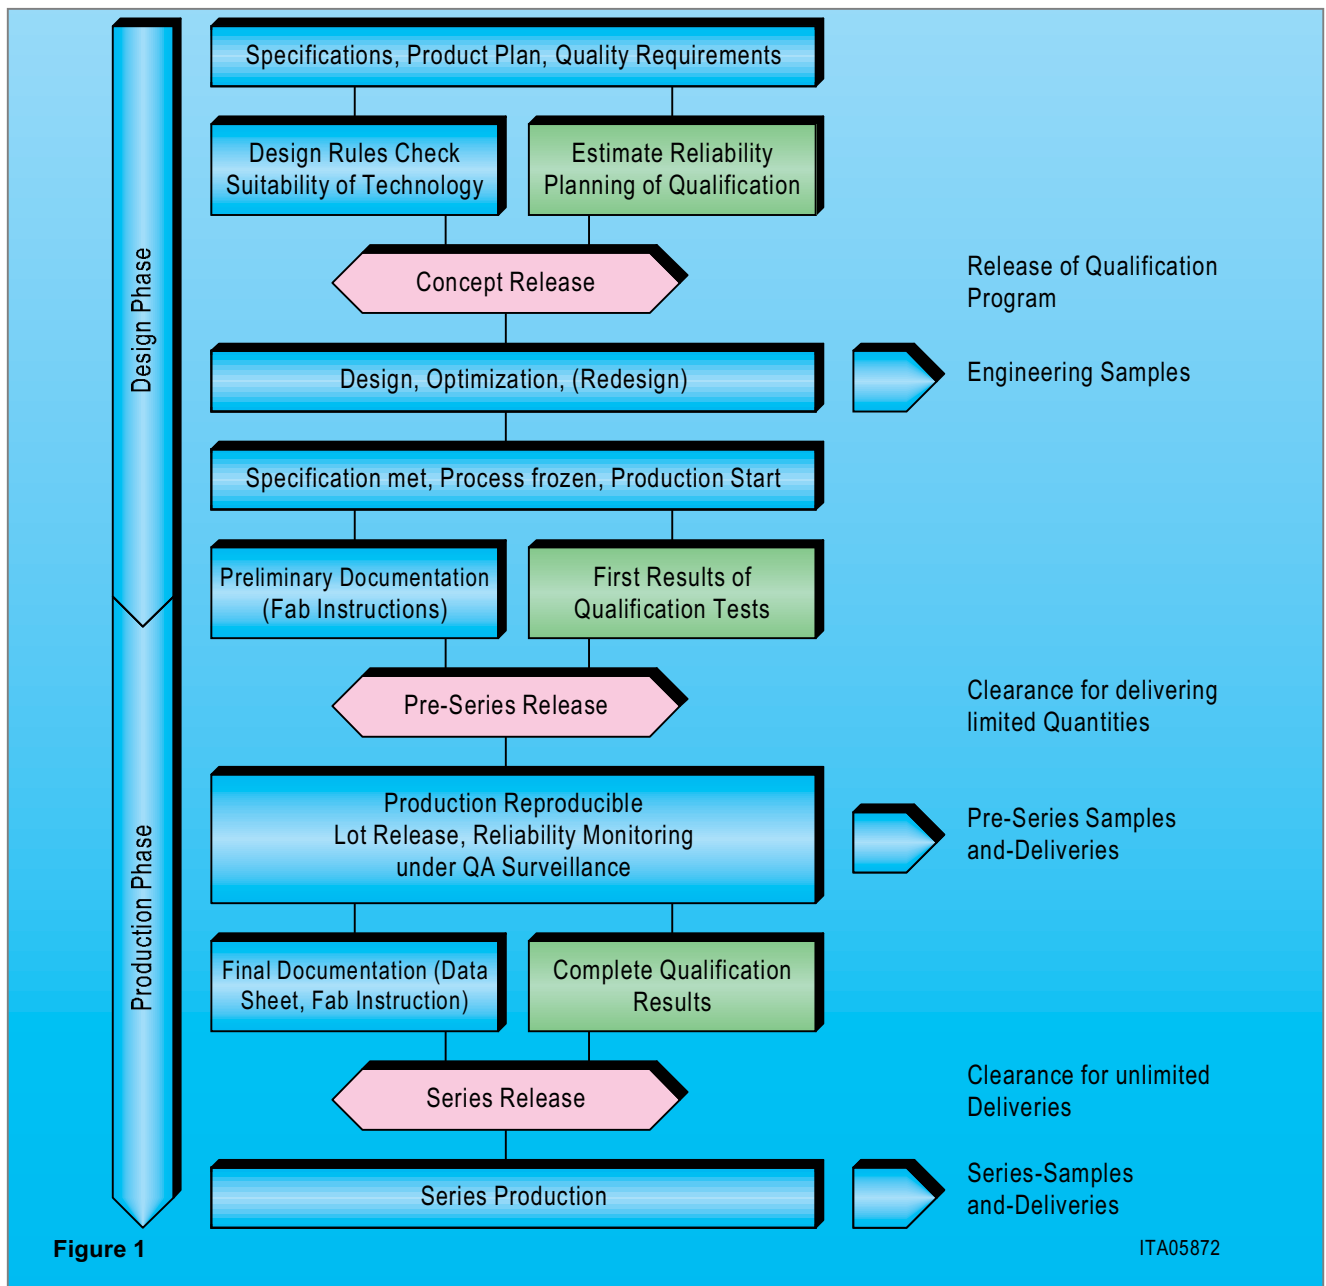 Specifications, Product Plan, Quality Requirements
Design Rules Check
Suitability of Technology
Estimate Reliability
Planning of Qualification
Design Phase
Concept Release
Release of Qualification
Program
Design, Optimization, (Redesign)
Engineering Samples
Specification met, Process frozen, Production Start
Preliminary Documentation
(Fab Instructions)
First Results of
Qualification Tests
Pre-Series Release
Clearance for delivering
limited Quantities
Production Phase
Production Reproducible
Lot Release, Reliability Monitoring
under QA Surveillance
Pre-Series Samples
and-Deliveries
Final Documentation (Data
Sheet, Fab Instruction)
Complete Qualification
Results
Series Release
Clearance for unlimited
Deliveries
Series Production
Series-Samples
and-Deliveries
Figure 1
ITA05872